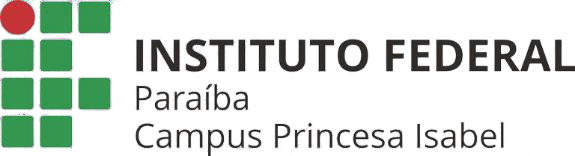 INSTITUTO FEDERAL
Paraíba
Campus Princesa Isabel